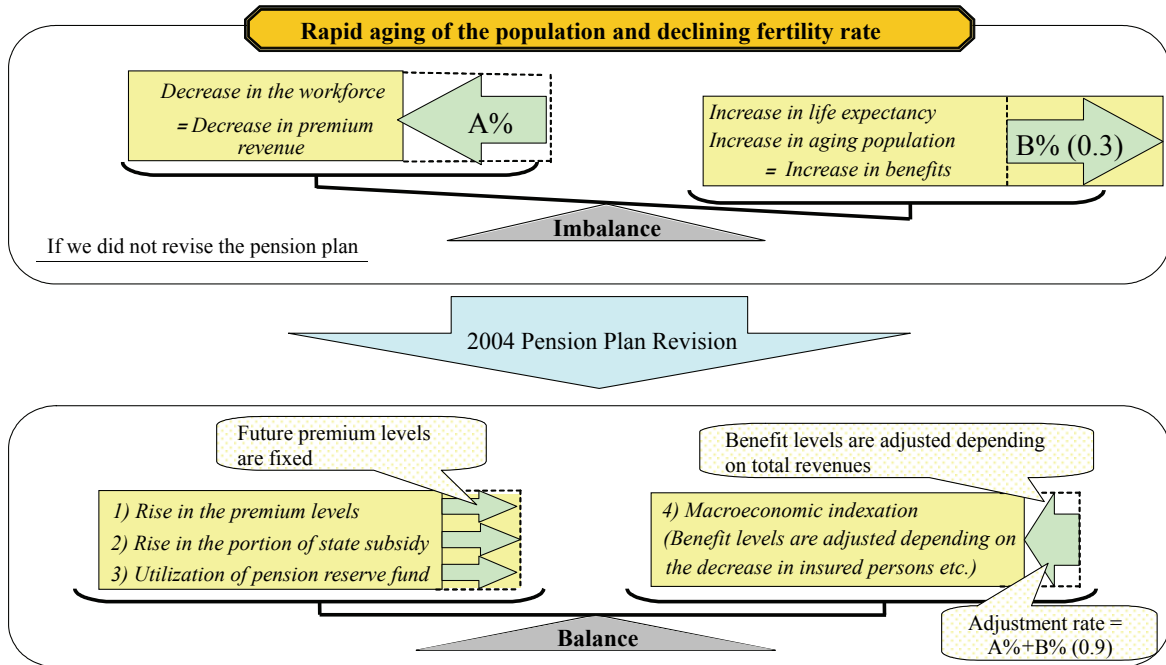 Rapid aging of the population and declining fertility rate
Decrease in the workforce
= Decrease in premium
revenue
A%
Increase in life expectancy
Increase in aging population
= Increase in benefits
B% (0.3)
Imbalance
If we did not revise the pension plan
2004 Pension Plan Revision
Future premium levels
are fixed
Benefit levels are adjusted depending
on total revenues
1) Rise in the premium levels
2) Rise in the portion of state subsidy
3) Utilization of pension reserve fund
4) Macroeconomic indexation
(Benefit levels are adjusted depending on
the decrease in insured persons etc.)
Adjustment rate =
A%+B% (0.9)
Balance